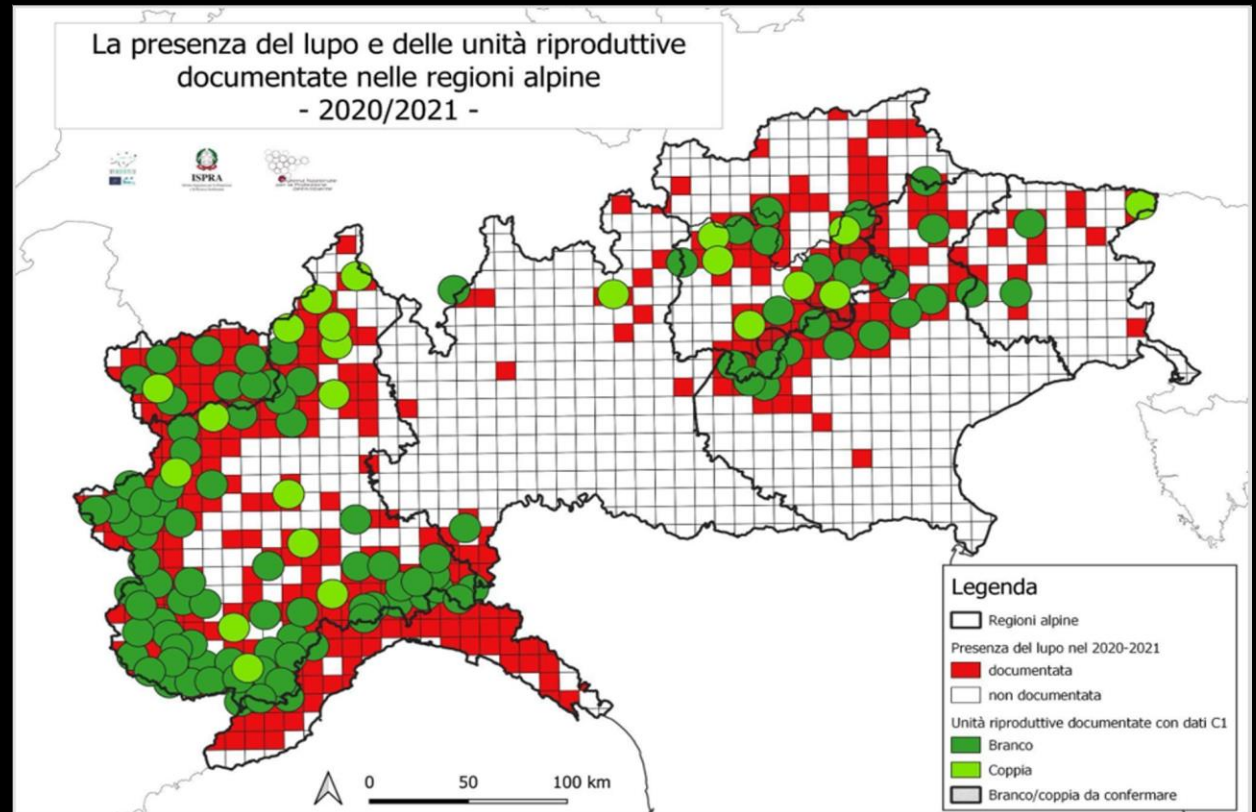 La presenza del lupo e delle unità riproduttive
documentate nelle regioni alpine
- 2020/2021 -
ISPRA
0 50 100 km
Legenda
Regioni alpine
Presenza del lupo nel 2020-2021
documentata
non documentata
Unità riproduttive documentate con dati C1
Branco
Coppia
Branco/coppia da confermare